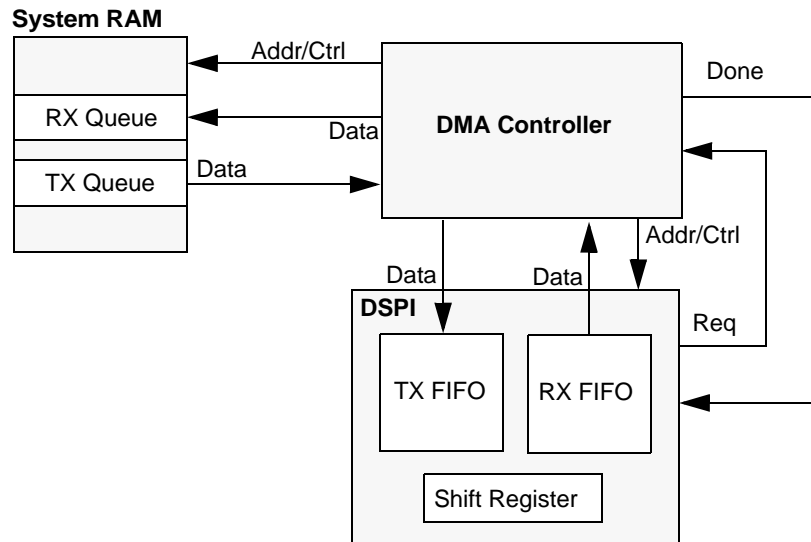 System RAM
Addr/Ctrl
Done
RX Queue
Data
DMA Controller
TX Queue
Data
Addr/Ctrl
Data
Data
DSPI
Req
TX FIFO
RX FIFO
Shift Register